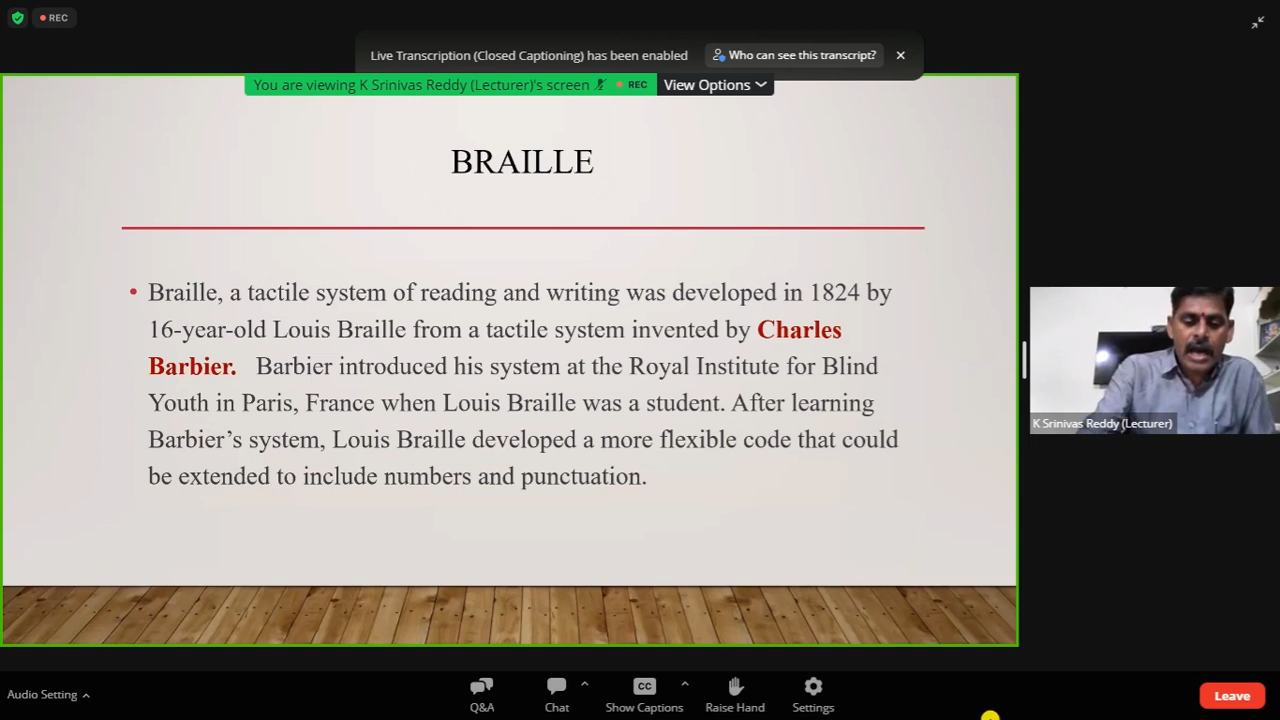 REC
Live Transcription (Closed Captioning) has been enabled
Who can see this transcript?
You are viewing K Srinivas Reddy (Lecturer)'s screen
REC
View Options
BRAILLE
• Braille, a tactile system of reading and writing was developed in 1824 by
16-year-old Louis Braille from a tactile system invented by Charles
Barbier. Barbier introduced his system at the Royal Institute for Blind
Youth in Paris, France when Louis Braille was a student. After learning
Barbier’s system, Louis Braille developed a more flexible code that could
be extended to include numbers and punctuation.
K Srinivas Reddy (Lecturer)
Audio Setting
Q&A
Chat
CC
Show Captions
Raise Hand
Settings
Leave